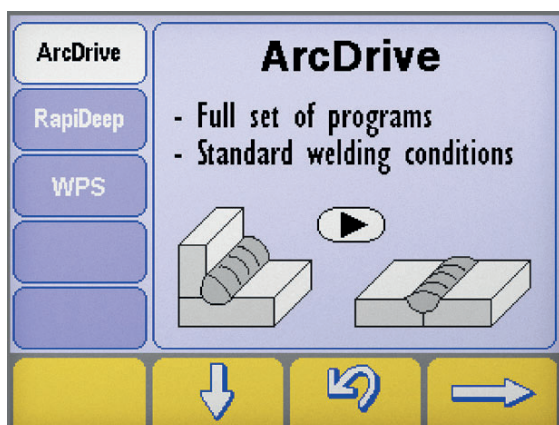 ArcDrive
RapiDeep
WPS
ArcDrive
- Full set of programs
- Standard welding conditions